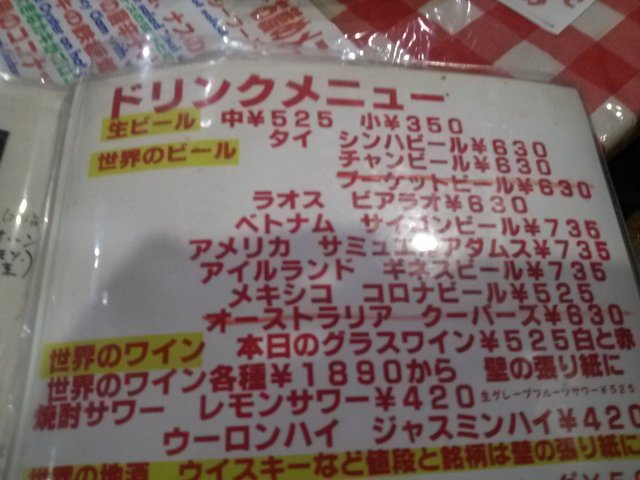 ドリンクメニュー
生ビール 中¥525 小¥350
世界のビール タイ シンハビール¥630
チャンビール¥630
プーケットビール¥630
ラオス ビアラオ¥630
ベトナム サイゴンビール¥735
アメリカ サミュエルアダムス¥735
アイルランド ギネスビール¥735
メキシコ コロナビール¥525
オーストラリア クーパーズ¥630
世界のワイン 本日のグラスワイン¥525白と赤
世界のワイン各種¥1890から 壁の張り紙に
焼酎サワー レモンサワー¥420 生グレープフルーツサワー¥525
ウーロンハイ ジャスミンハイ¥420
世界の地酒 ウイスキーなど値段と銘柄は壁の張り紙に